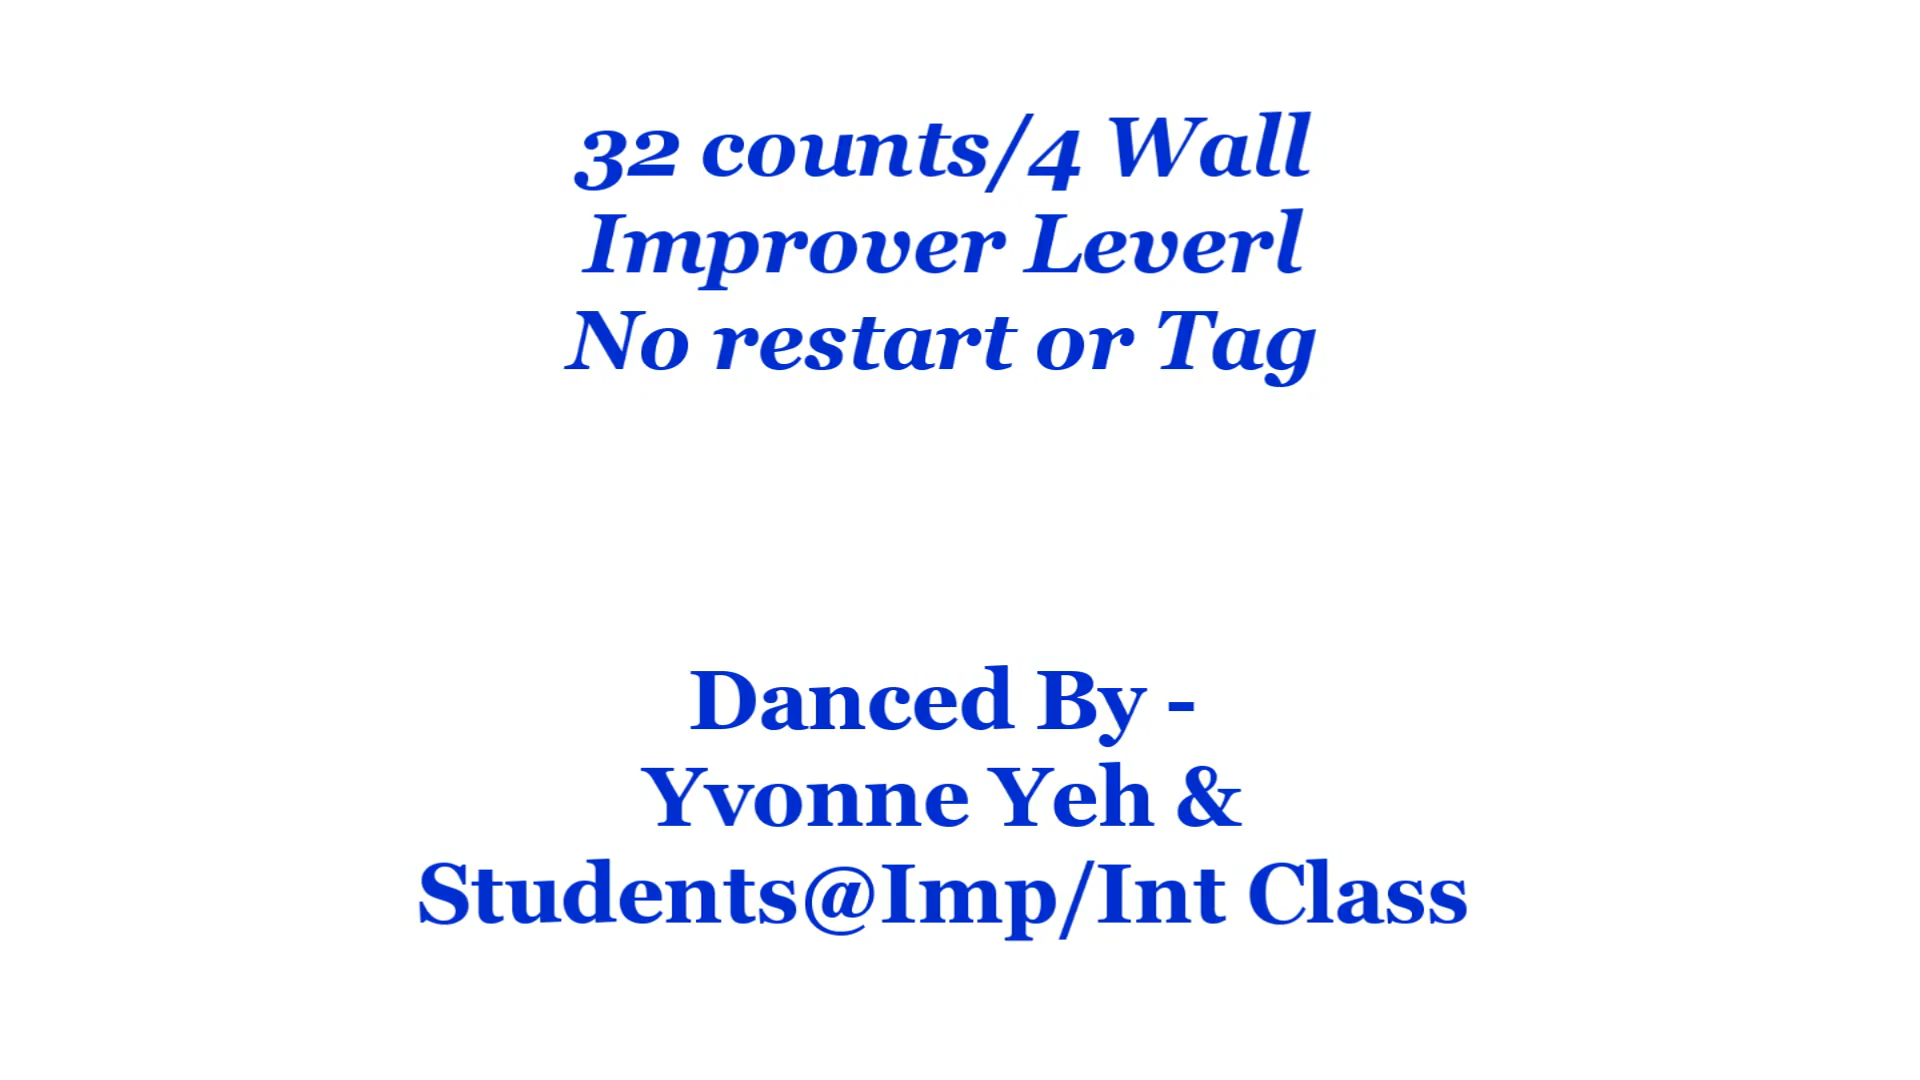 32 counts/4 Wall
Improver Leverl
No restart or Tag
Danced By -
Yvonne Yeh &
Students@Imp/Int Class